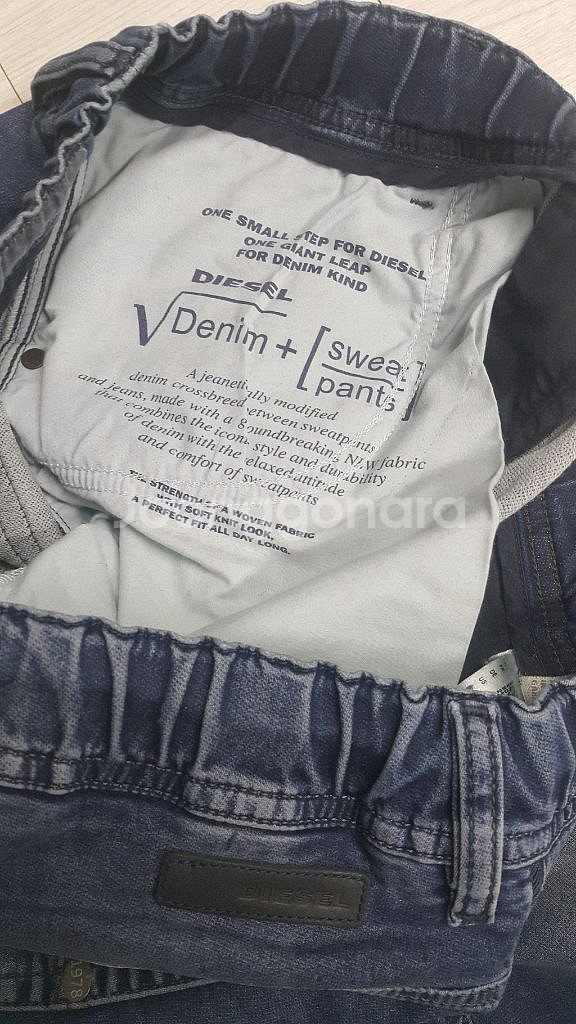 ONE SMALL STEP FOR DIESEL
ONE GIANT LEAP
FOR DENIM KIND
DIESEL
√Denim + [sweat
pants]
A jeanetically modified
denim crossbreed between sweatpants
and jeans, made with a groundbreaking NEW fabric
that combines the iconic style and durability
of denim with the relaxed attitude
and comfort of sweatpants
THE STRENGTH OF A WOVEN FABRIC
WITH SOFT KNIT LOOK,
A PERFECT FIT ALL DAY LONG.
DIESEL
1978